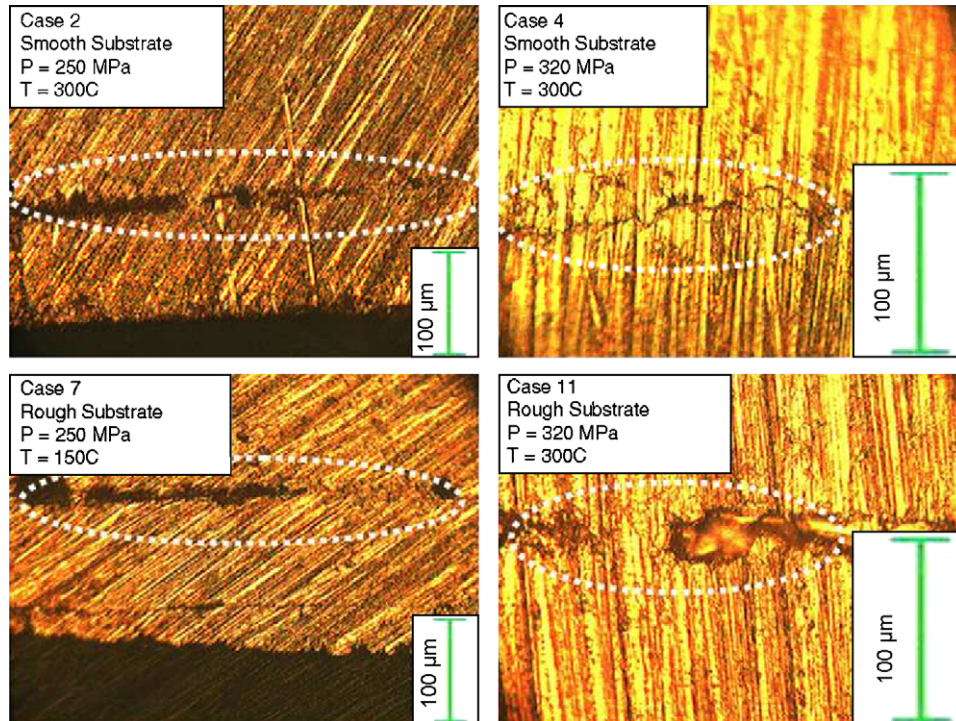 Case 2
Smooth Substrate
P = 250 MPa
T = 300C
100 µm
Case 4
Smooth Substrate
P = 320 MPa
T = 300C
100 µm
Case 7
Rough Substrate
P = 250 MPa
T = 150C
100 µm
Case 11
Rough Substrate
P = 320 MPa
T = 300C
100 µm